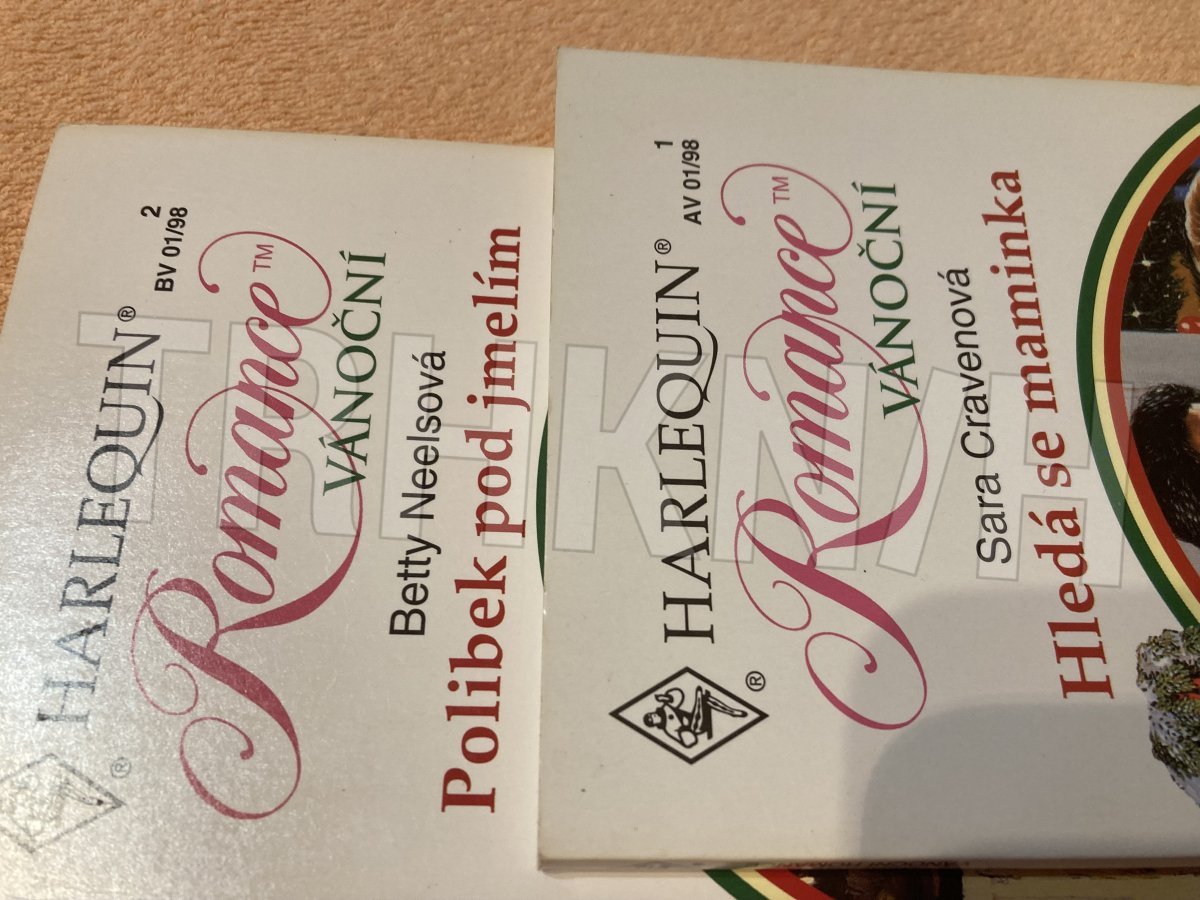 HARLEQUIN®
2
BV 01/98
Romance™
VÁNOČNÍ
Betty Neelsová
Polibek pod jmelím
®
HARLEQUIN®
1
AV 01/98
Romance™
VÁNOČNÍ
Sara Cravenová
Hledá se maminka
®